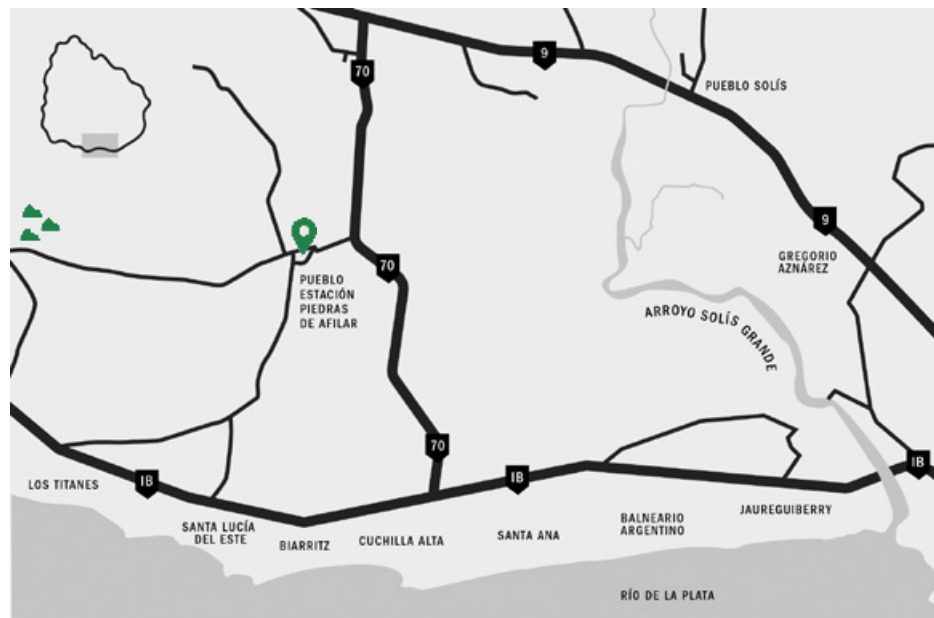 9
70
PUEBLO SOLÍS
9
GREGORIO
AZNÁREZ
70
PUEBLO
ESTACIÓN
PIEDRAS
DE AFILAR
ARROYO SOLÍS GRANDE
70
IB
IB
IB
LOS TITANES
SANTA LUCÍA
DEL ESTE
BIARRITZ
CUCHILLA ALTA
SANTA ANA
BALNEARIO
ARGENTINO
JAUREGUIBERRY
RÍO DE LA PLATA